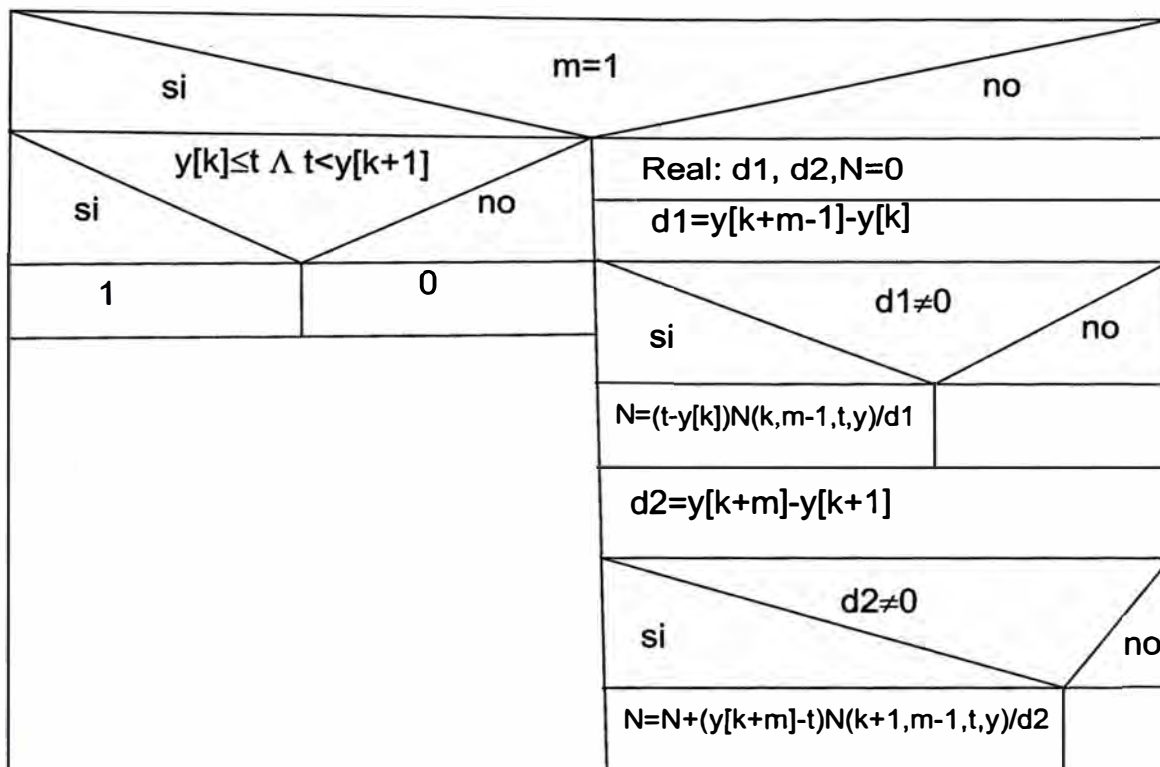 m=1
si
no
y[k]≤t Λ t<y[k+1]
si
no
1
0
Real: d1, d2,N=0
d1=y[k+m-1]-y[k]
d1≠0
si
no
N=(t-y[k])N(k,m-1,t,y)/d1
d2=y[k+m]-y[k+1]
d2≠0
si
no
N=N+(y[k+m]-t)N(k+1,m-1,t,y)/d2